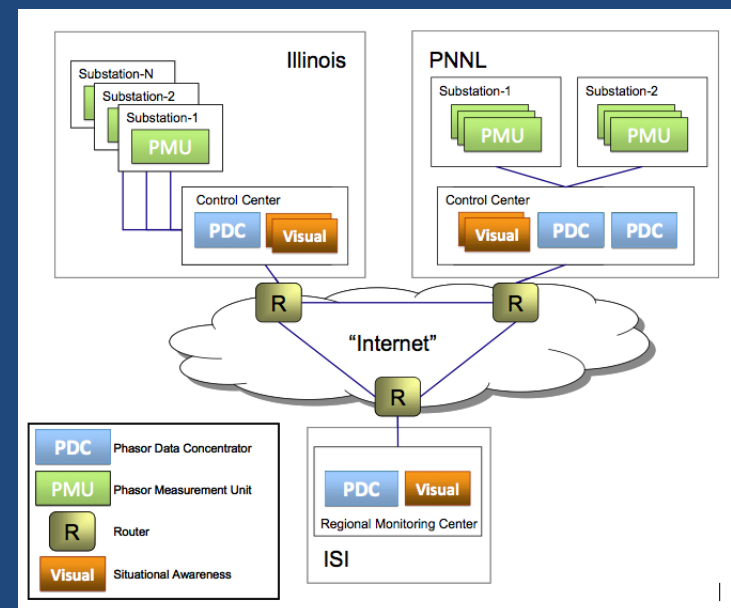 Illinois
Substation-N
Substation-2
Substation-1
PMU
Control Center
PDC
Visual
PNNL
Substation-1
PMU
Substation-2
PMU
Control Center
Visual
PDC
PDC
R
R
“Internet”
R
PDC
Visual
Regional Monitoring Center
ISI
PDC Phasor Data Concentrator
PMU Phasor Measurement Unit
R Router
Visual Situational Awareness